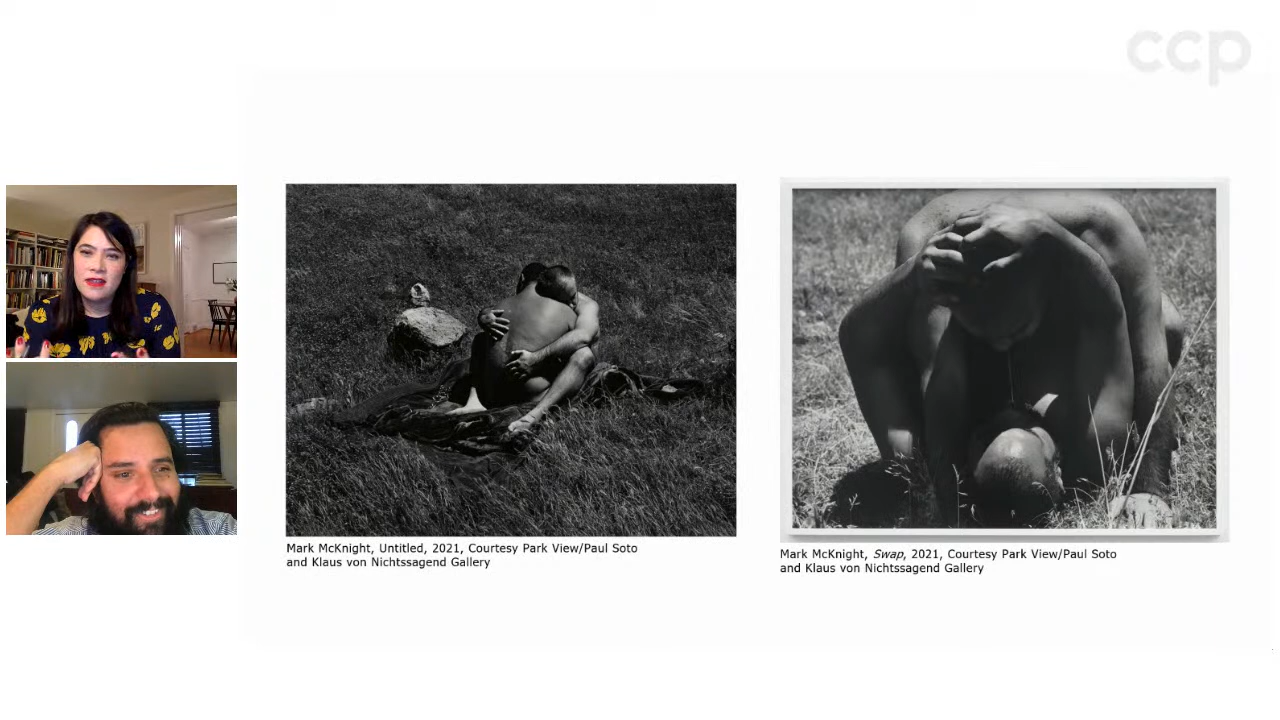 ccp
Mark McKnight, Untitled, 2021, Courtesy Park View/Paul Soto
and Klaus von Nichtssagend Gallery
Mark McKnight, Swap, 2021, Courtesy Park View/Paul Soto
and Klaus von Nichtssagend Gallery